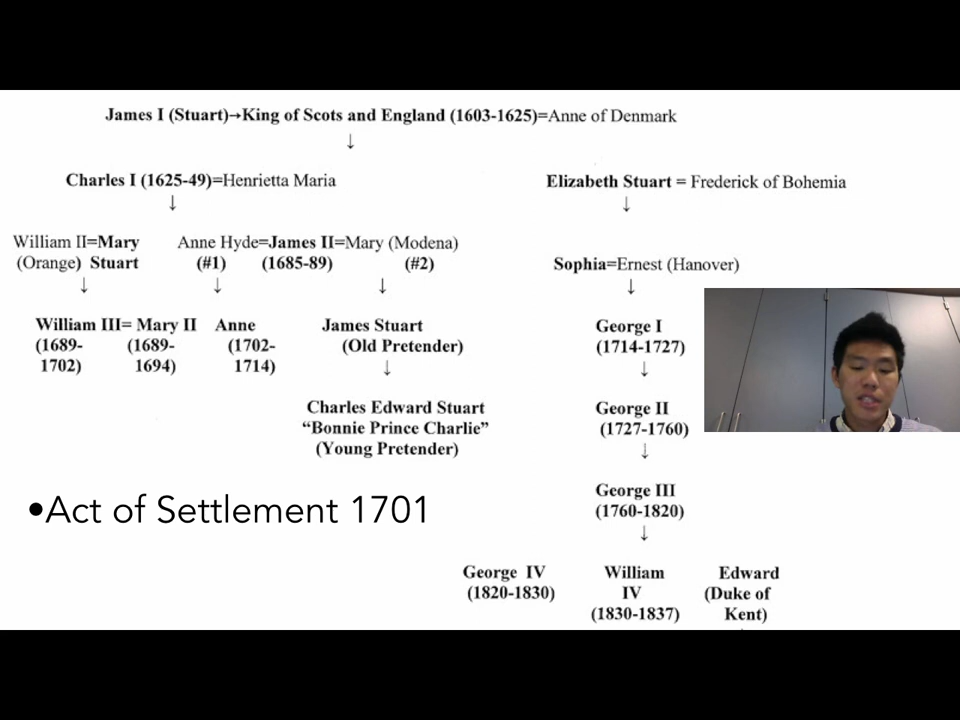 James I (Stuart)→King of Scots and England (1603-1625)=Anne of Denmark
↓
Charles I (1625-49)=Henrietta Maria
Elizabeth Stuart = Frederick of Bohemia
↓ ↓
William II=Mary Anne Hyde=James II=Mary (Modena)
(Orange) Stuart (#1) (1685-89) (#2)
Sophia=Ernest (Hanover)
↓ ↓ ↓ ↓
William III= Mary II Anne James Stuart George I
(1689- (1689- (1702- (Old Pretender) (1714-1727)
1702) 1694) 1714) ↓ ↓
Charles Edward Stuart George II
“Bonnie Prince Charlie” (1727-1760)
(Young Pretender) ↓
George III
•Act of Settlement 1701 (1760-1820)
↓
George IV William Edward
(1820-1830) IV (Duke of
(1830-1837) Kent)